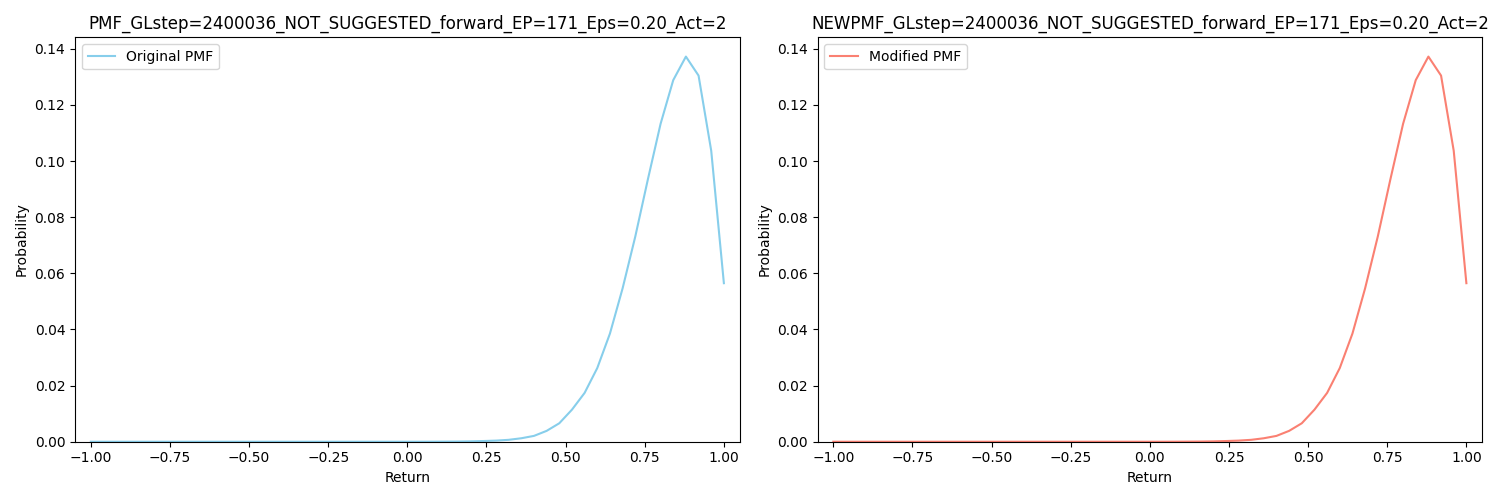 PMF_GLstep=2400036_NOT_SUGGESTED_forward_EP=171_Eps=0.20_Act=2
Original PMF
0.14
0.12
0.10
0.08
0.06
0.04
0.02
0.00
Probability
−1.00 −0.75 −0.50 −0.25 0.00 0.25 0.50 0.75 1.00
Return
NEWPMF_GLstep=2400036_NOT_SUGGESTED_forward_EP=171_Eps=0.20_Act=2
Modified PMF
0.14
0.12
0.10
0.08
0.06
0.04
0.02
0.00
Probability
−1.00 −0.75 −0.50 −0.25 0.00 0.25 0.50 0.75 1.00
Return